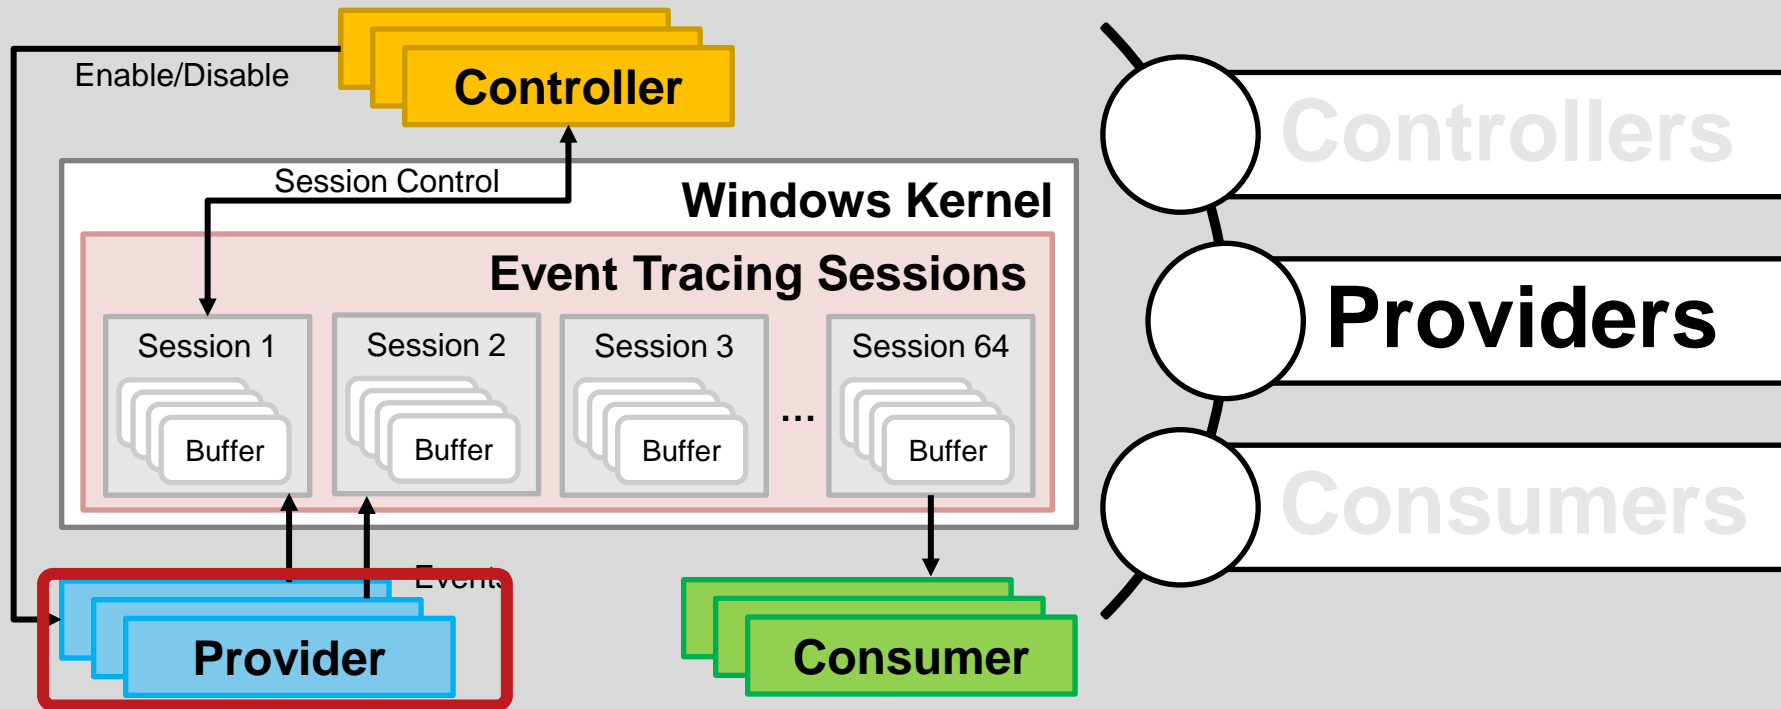 Enable/Disable
Controller
Session Control
Windows Kernel
Event Tracing Sessions
Session 1
Session 2
Session 3
Session 64
Buffer
Buffer
Buffer
...
Buffer
Events
Provider
Consumer
Controllers
Providers
Consumers